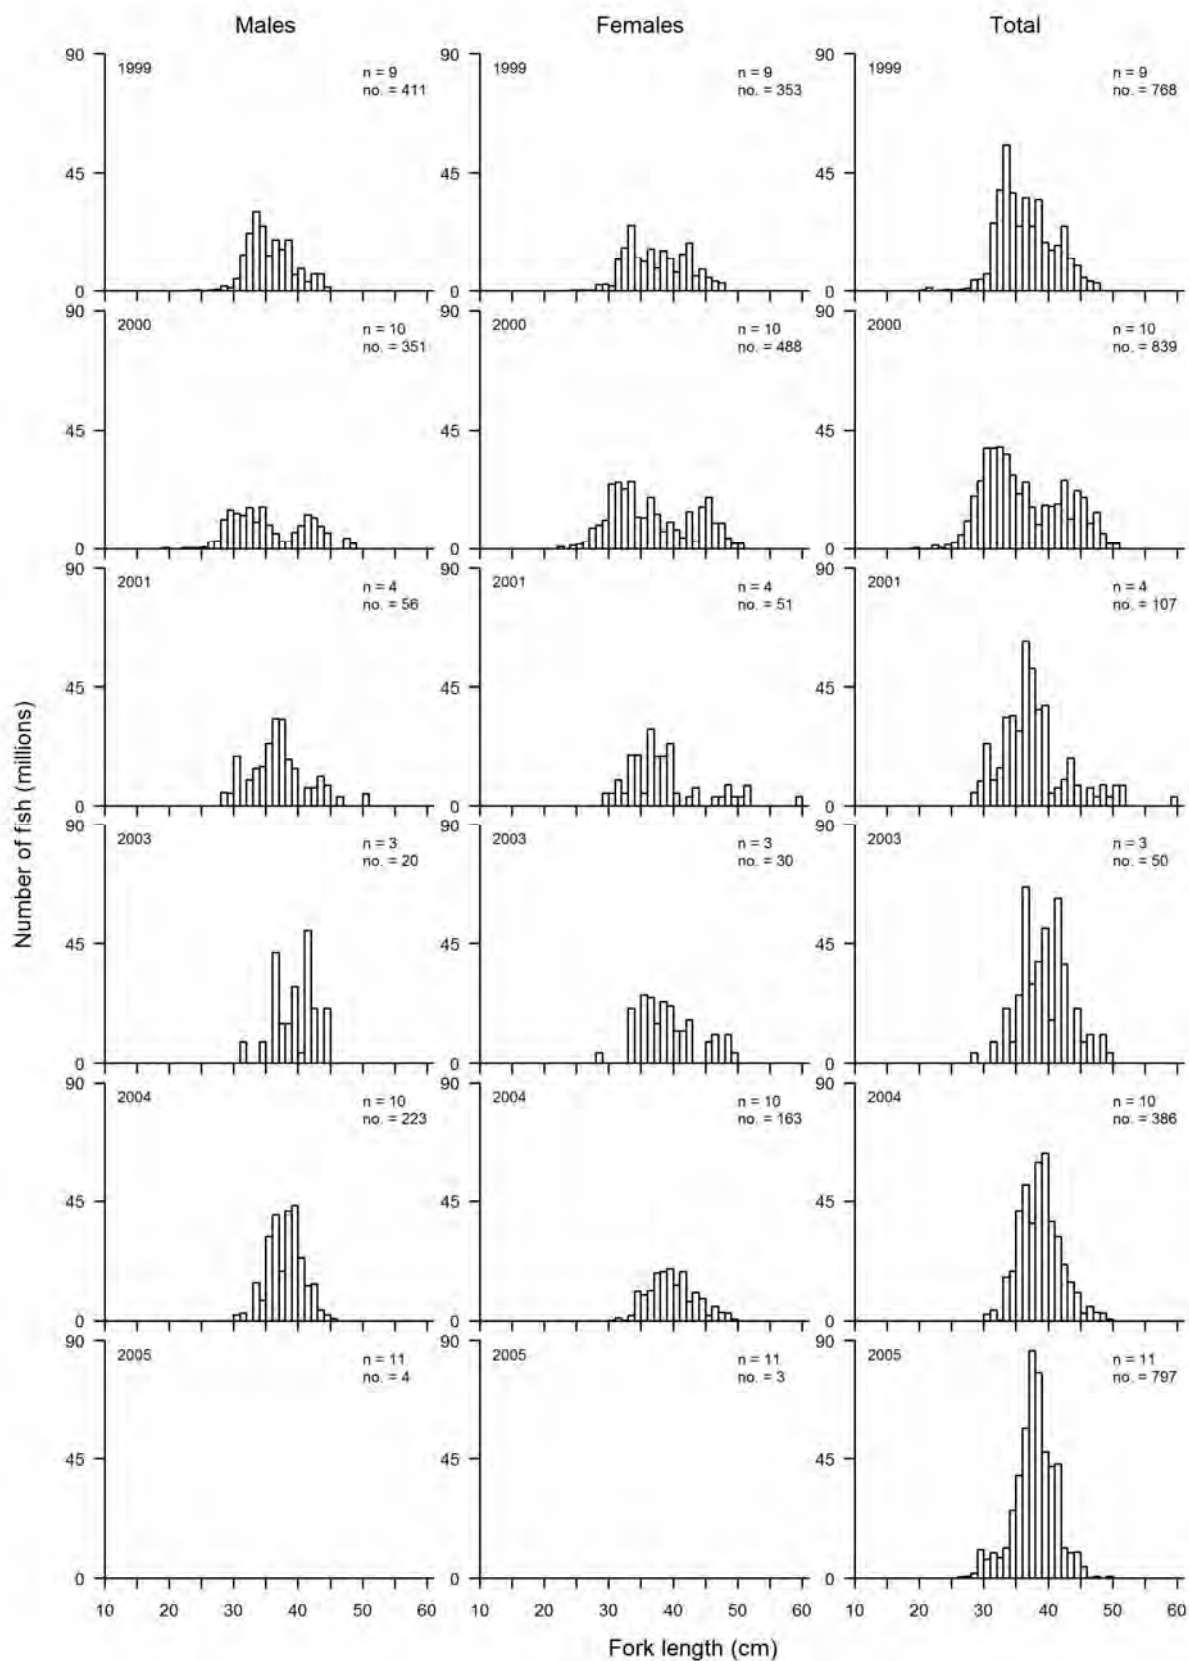 Males Females Total
90 90 90
1999 n = 9 1999 n = 9 1999 n = 9
no. = 411 no. = 353 no. = 768
45 45 45
0 0 0
90 90 90
2000 n = 10 2000 n = 10 2000 n = 10
no. = 351 no. = 488 no. = 839
45 45 45
0 0 0
90 90 90
2001 n = 4 2001 n = 4 2001 n = 4
no. = 56 no. = 51 no. = 107
45 45 45
0 0 0
Number of fish (millions)
90 90 90
2003 n = 3 2003 n = 3 2003 n = 3
no. = 20 no. = 30 no. = 50
45 45 45
0 0 0
90 90 90
2004 n = 10 2004 n = 10 2004 n = 10
no. = 223 no. = 163 no. = 386
45 45 45
0 0 0
90 90 90
2005 n = 11 2005 n = 11 2005 n = 11
no. = 4 no. = 3 no. = 797
45 45 45
0 0 0
10 20 30 40 50 60 10 20 30 40 50 60 10 20 30 40 50 60
Fork length (cm)